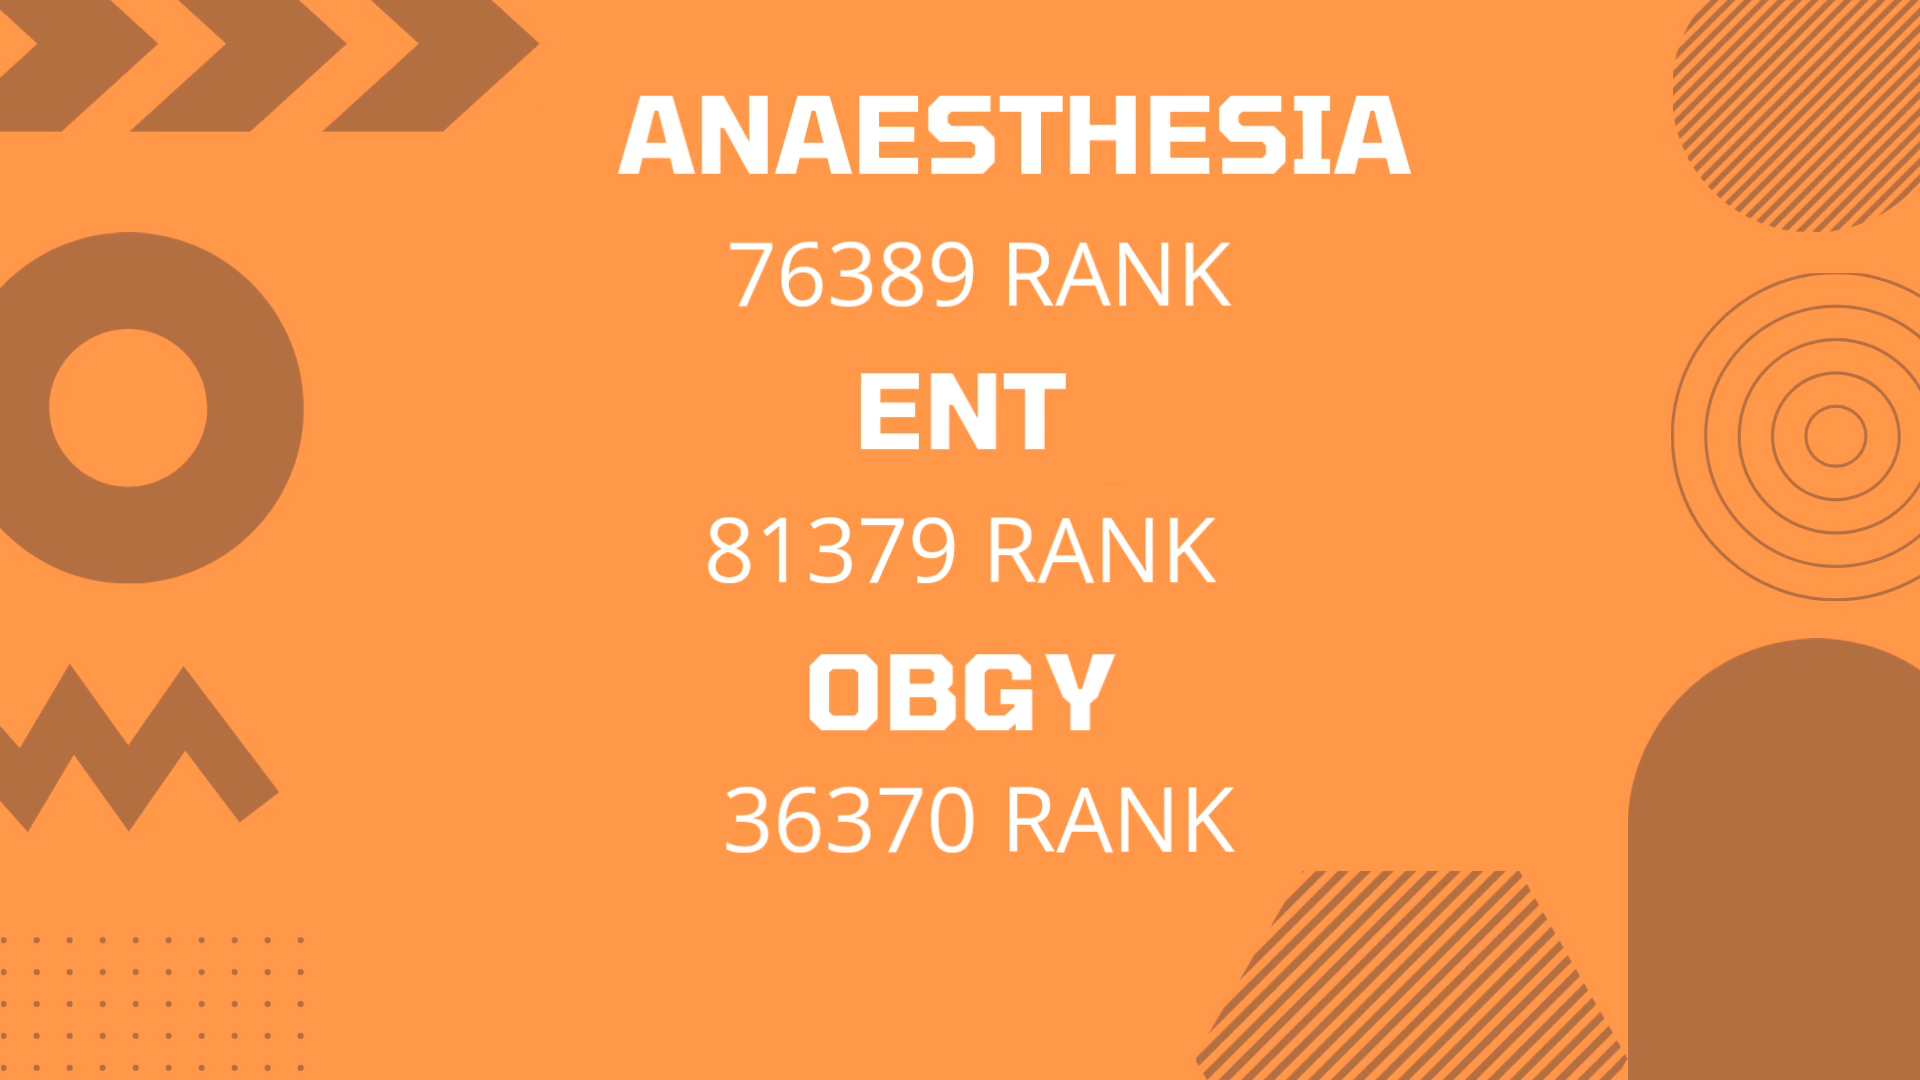 ANAESTHESIA
76389 RANK
ENT
81379 RANK
OBGY
36370 RANK